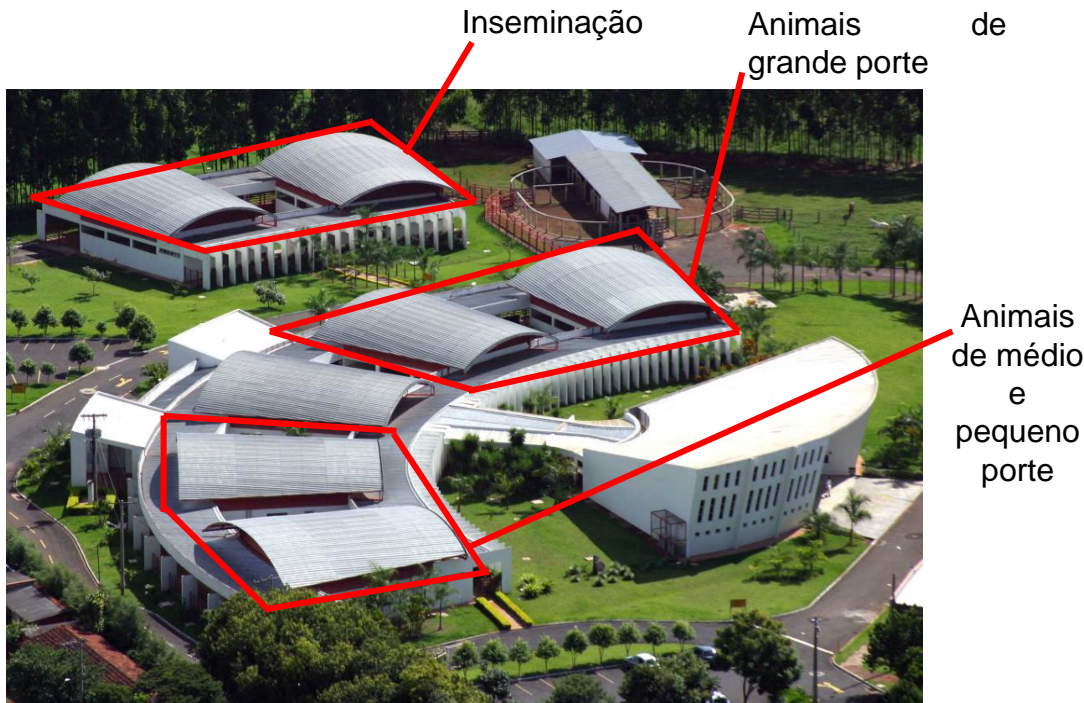 Inseminação
Animais de
grande porte
Animais
de médio
e
pequeno
porte